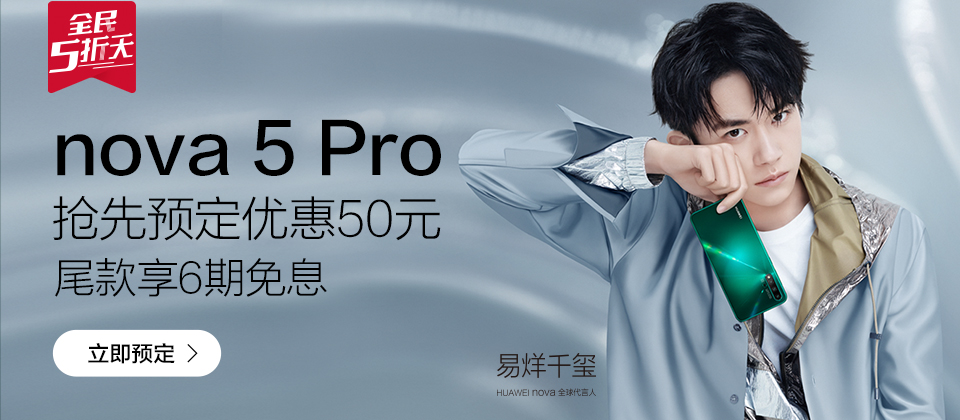 全民
5折天
nova 5 Pro
抢先预定优惠50元
尾款享6期免息
立即预定
易烊千玺
HUAWEI nova 全球代言人